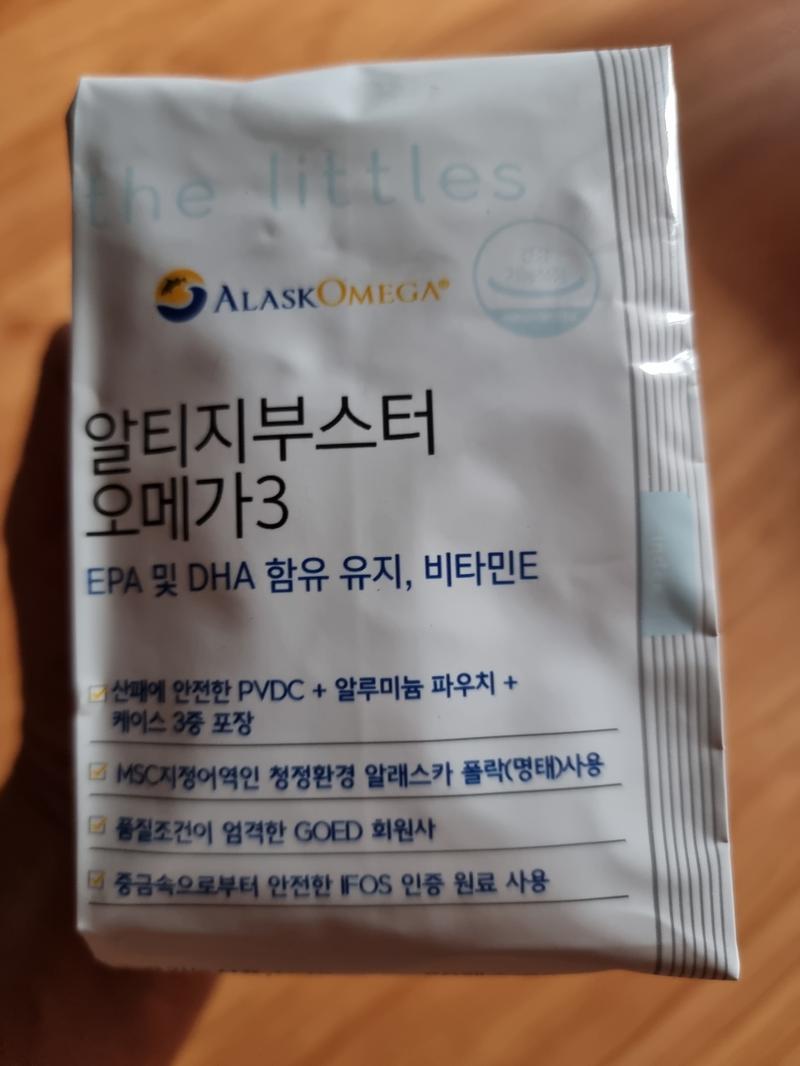 the littles
ALASKOMEGA®
알티지부스터
오메가3
EPA 및 DHA 함유 유지, 비타민E
산패에 안전한 PVDC + 알루미늄 파우치 +
케이스 3중 포장
MSC지정어역인 청정환경 알래스카 폴락(명태)사용
품질조건이 엄격한 GOED 회원사
중금속으로부터 안전한 IFOS 인증 원료 사용